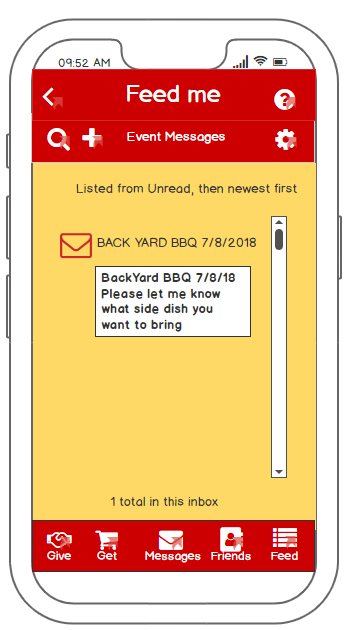 09:52 AM
Feed me
Event Messages
Listed from Unread, then newest first
BACK YARD BBQ 7/8/2018
BackYard BBQ 7/8/18
Please let me know
what side dish you
want to bring
1 total in this inbox
Give Get Messages Friends Feed